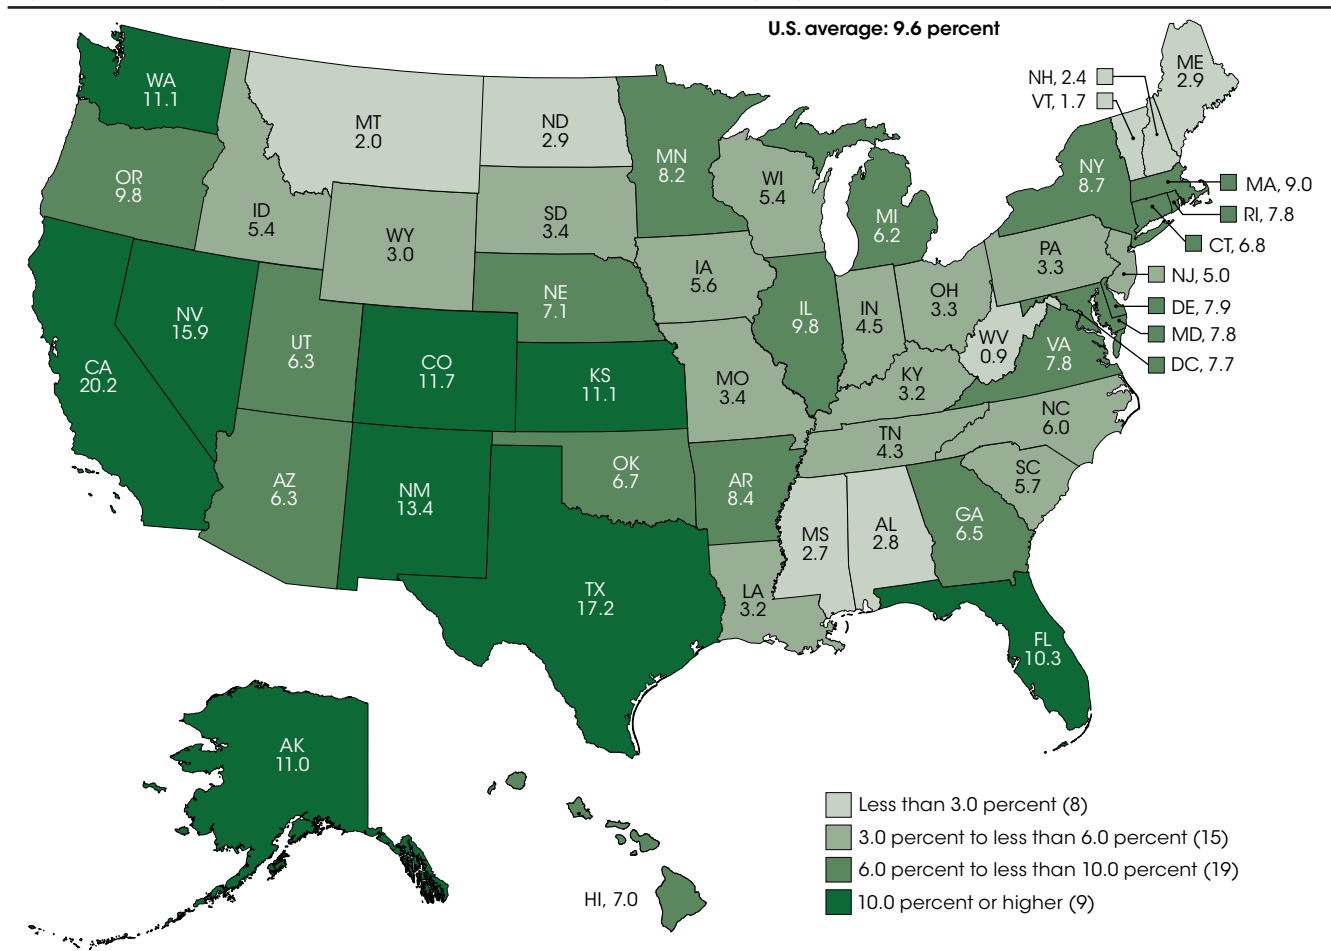 U.S. average: 9.6 percent
WA
11.1
OR
9.8
CA
20.2
NV
15.9
ID
5.4
MT
2.0
WY
3.0
UT
6.3
AZ
6.3
CO
11.7
NM
13.4
ND
2.9
SD
3.4
NE
7.1
KS
11.1
OK
6.7
TX
17.2
MN
8.2
IA
5.6
MO
3.4
AR
8.4
LA
3.2
WI
5.4
IL
9.8
MI
6.2
IN
4.5
OH
3.3
KY
3.2
TN
4.3
MS
2.7
AL
2.8
GA
6.5
FL
10.3
SC
5.7
NC
6.0
VA
7.8
WV
0.9
PA
3.3
NY
8.7
ME
2.9
NH, 2.4
VT, 1.7
MA, 9.0
RI, 7.8
CT, 6.8
NJ, 5.0
DE, 7.9
MD, 7.8
DC, 7.7
AK
11.0
HI, 7.0
Less than 3.0 percent (8)
3.0 percent to less than 6.0 percent (15)
6.0 percent to less than 10.0 percent (19)
10.0 percent or higher (9)